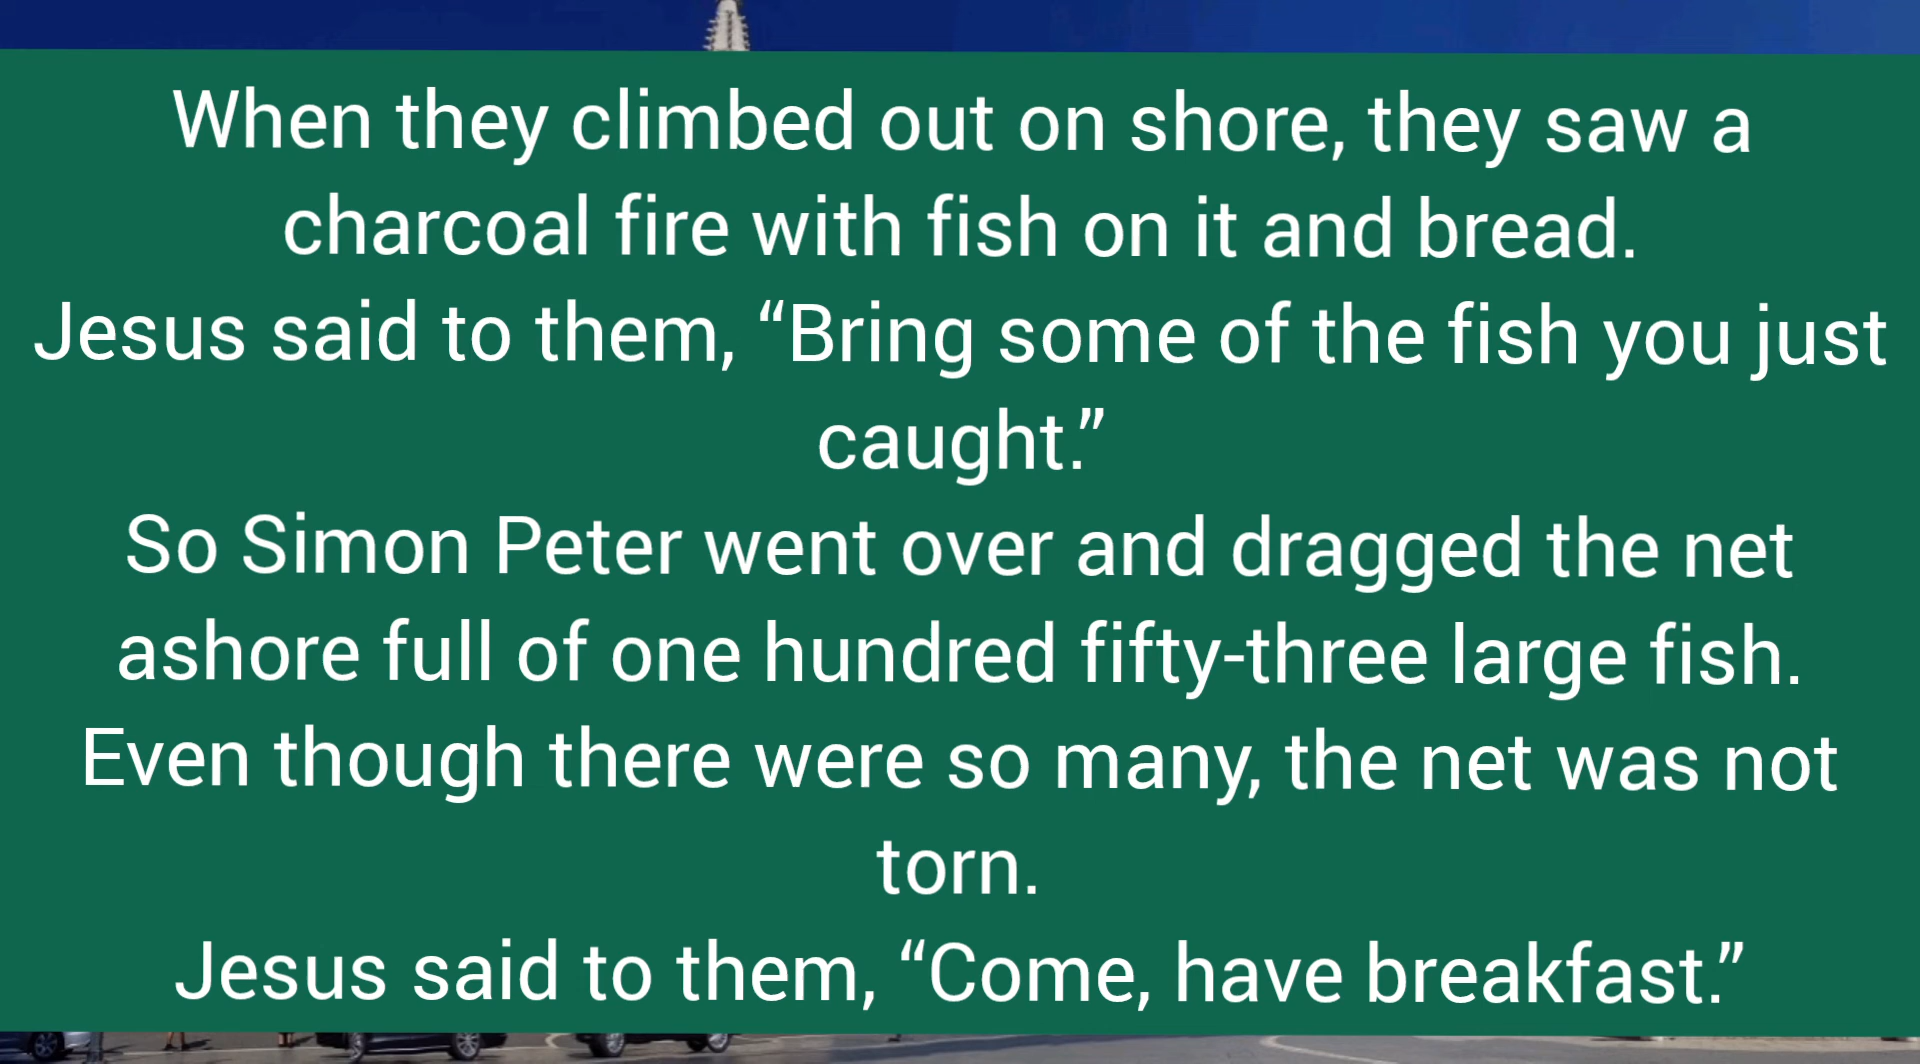 When they climbed out on shore, they saw a
charcoal fire with fish on it and bread.
Jesus said to them, “Bring some of the fish you just
caught.”
So Simon Peter went over and dragged the net
ashore full of one hundred fifty-three large fish.
Even though there were so many, the net was not
torn.
Jesus said to them, “Come, have breakfast.”